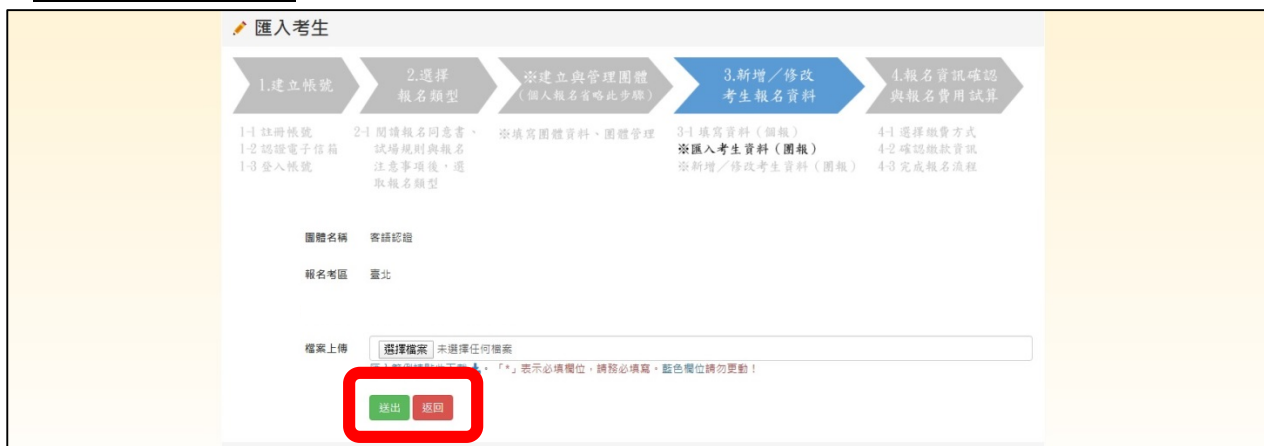 匯入考生
1.建立帳號
2.選擇
報名類型
※建立與管理團體
(個人報名省略此步驟)
3.新增／修改
考生報名資料
4.報名資訊確認
與報名費用試算
1-1 註冊帳號
1-2 認證電子信箱
1-3 登入帳號
2-1 閱讀報名同意書、
試場規則與報名
注意事項後，選
取報名類型
※填寫團體資料、團體管理
3-1 填寫資料（個報）
※匯入考生資料（團報）
※新增／修改考生資料（團報）
4-1 選擇繳費方式
4-2 確認繳款資訊
4-3 完成報名流程
團體名稱 客語認證
報名考區 臺北
檔案上傳 選擇檔案 未選擇任何檔案
「*」表示必填欄位，請務必填寫。藍色欄位請勿更動！
送出 返回